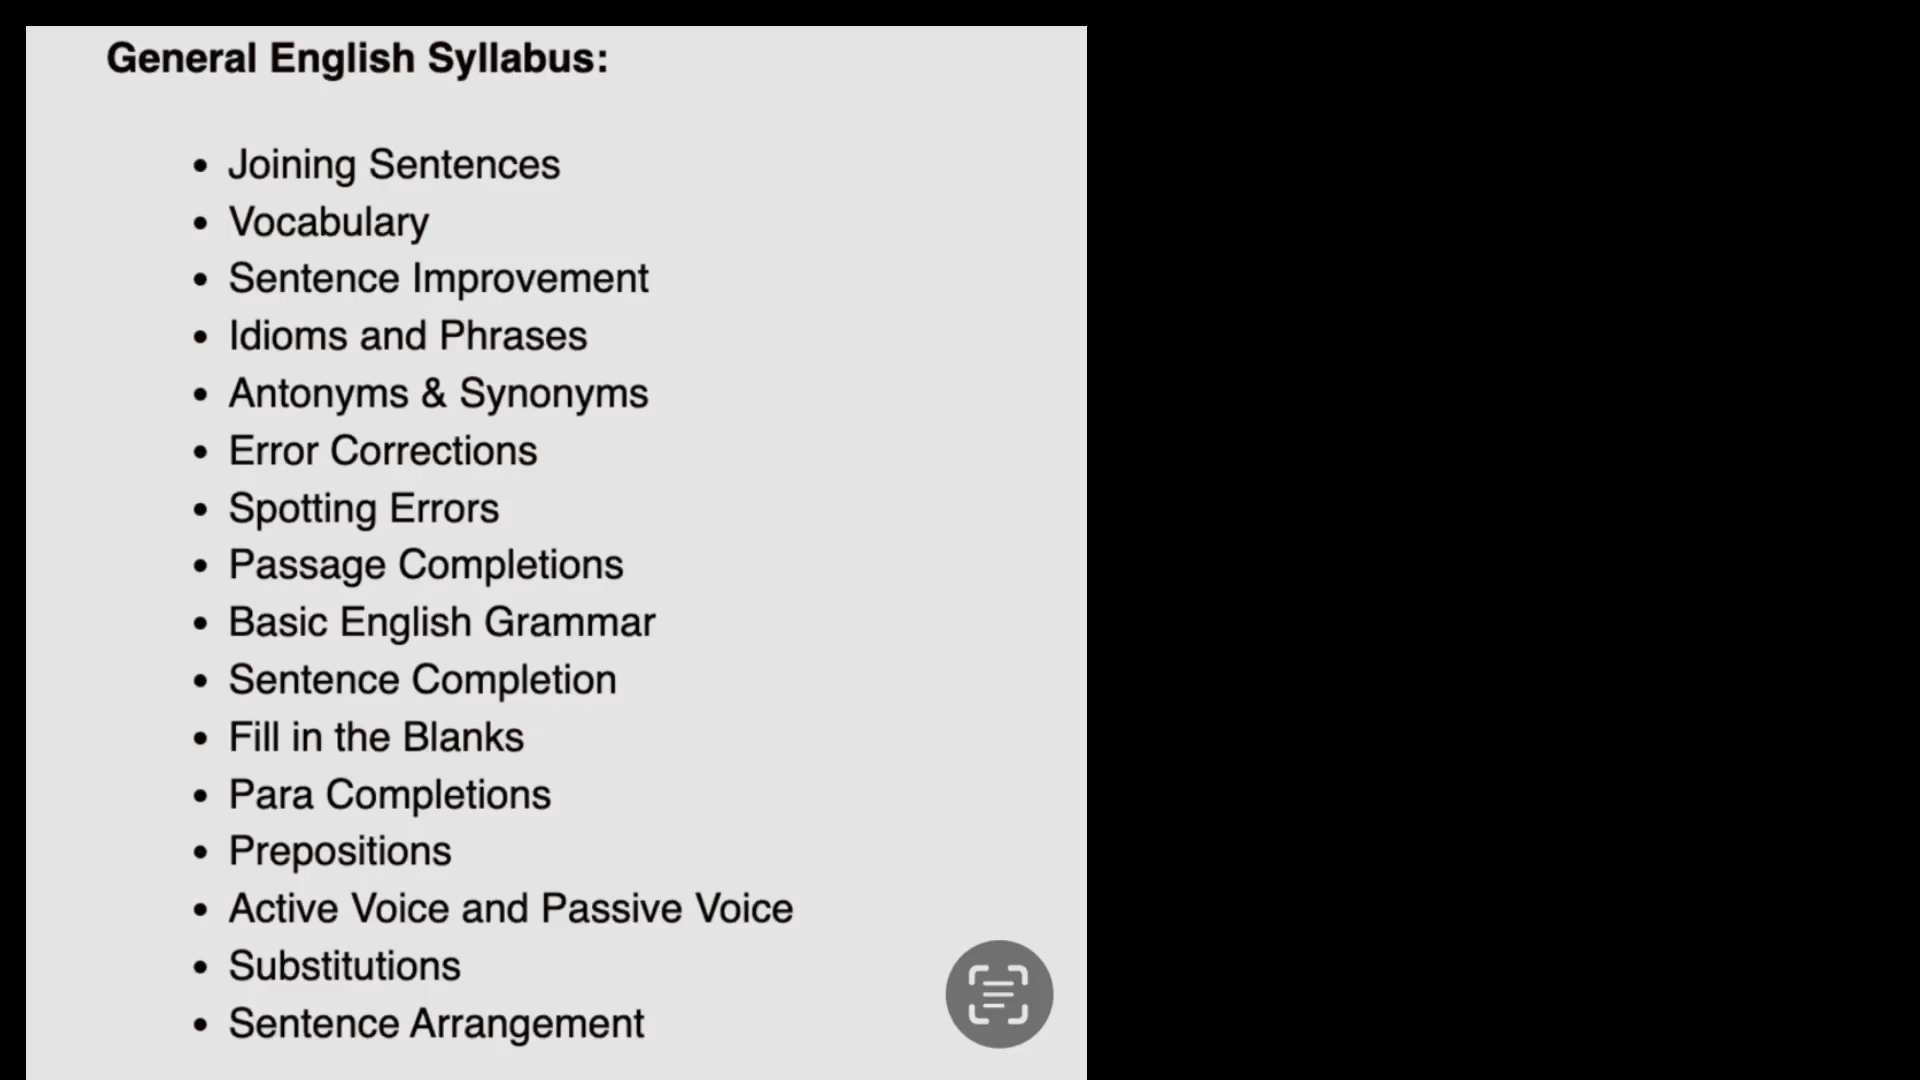 General English Syllabus:
• Joining Sentences
• Vocabulary
• Sentence Improvement
• Idioms and Phrases
• Antonyms & Synonyms
• Error Corrections
• Spotting Errors
• Passage Completions
• Basic English Grammar
• Sentence Completion
• Fill in the Blanks
• Para Completions
• Prepositions
• Active Voice and Passive Voice
• Substitutions
• Sentence Arrangement